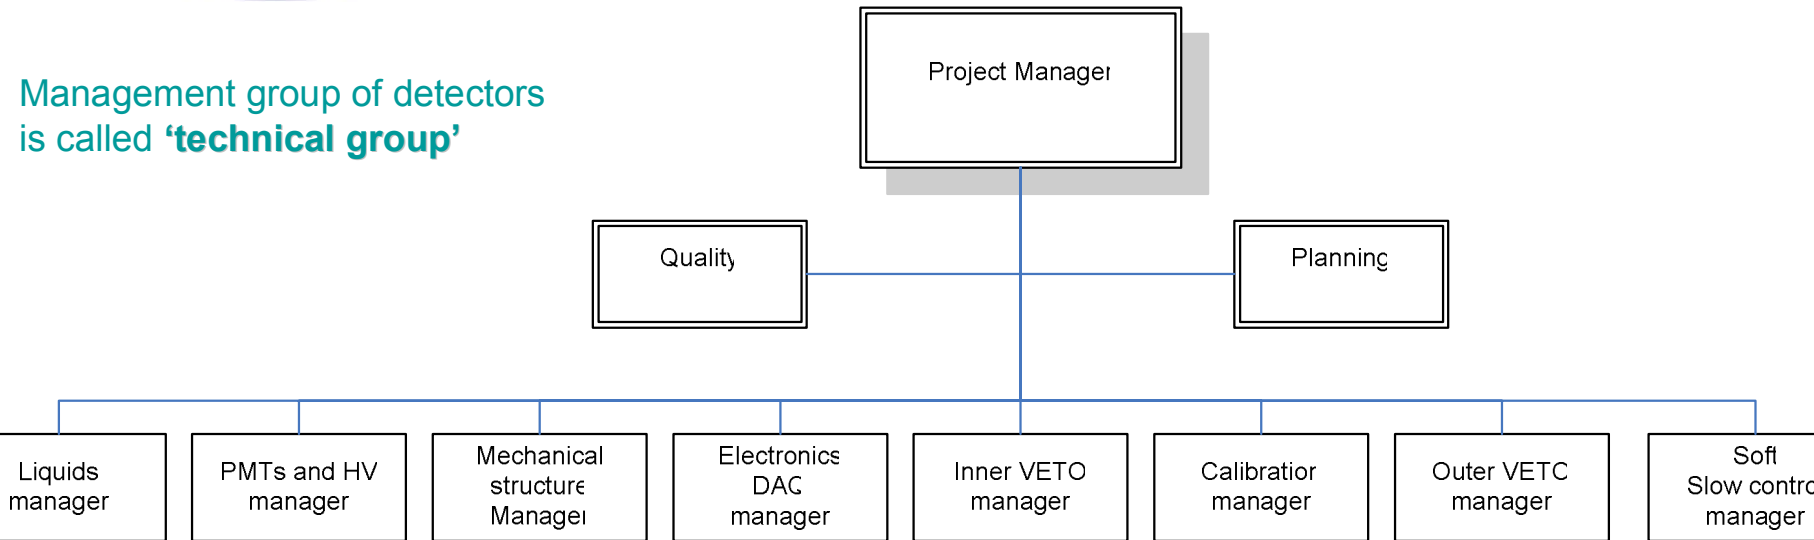 Management group of detectors
is called ‘technical group’
Project Manager
Quality
Planning
Liquids
manager
PMTs and HV
manager
Mechanical
structure
Manager
Electronics
DAQ
manager
Inner VETO
manager
Calibration
manager
Outer VETO
manager
Soft
Slow control
manager